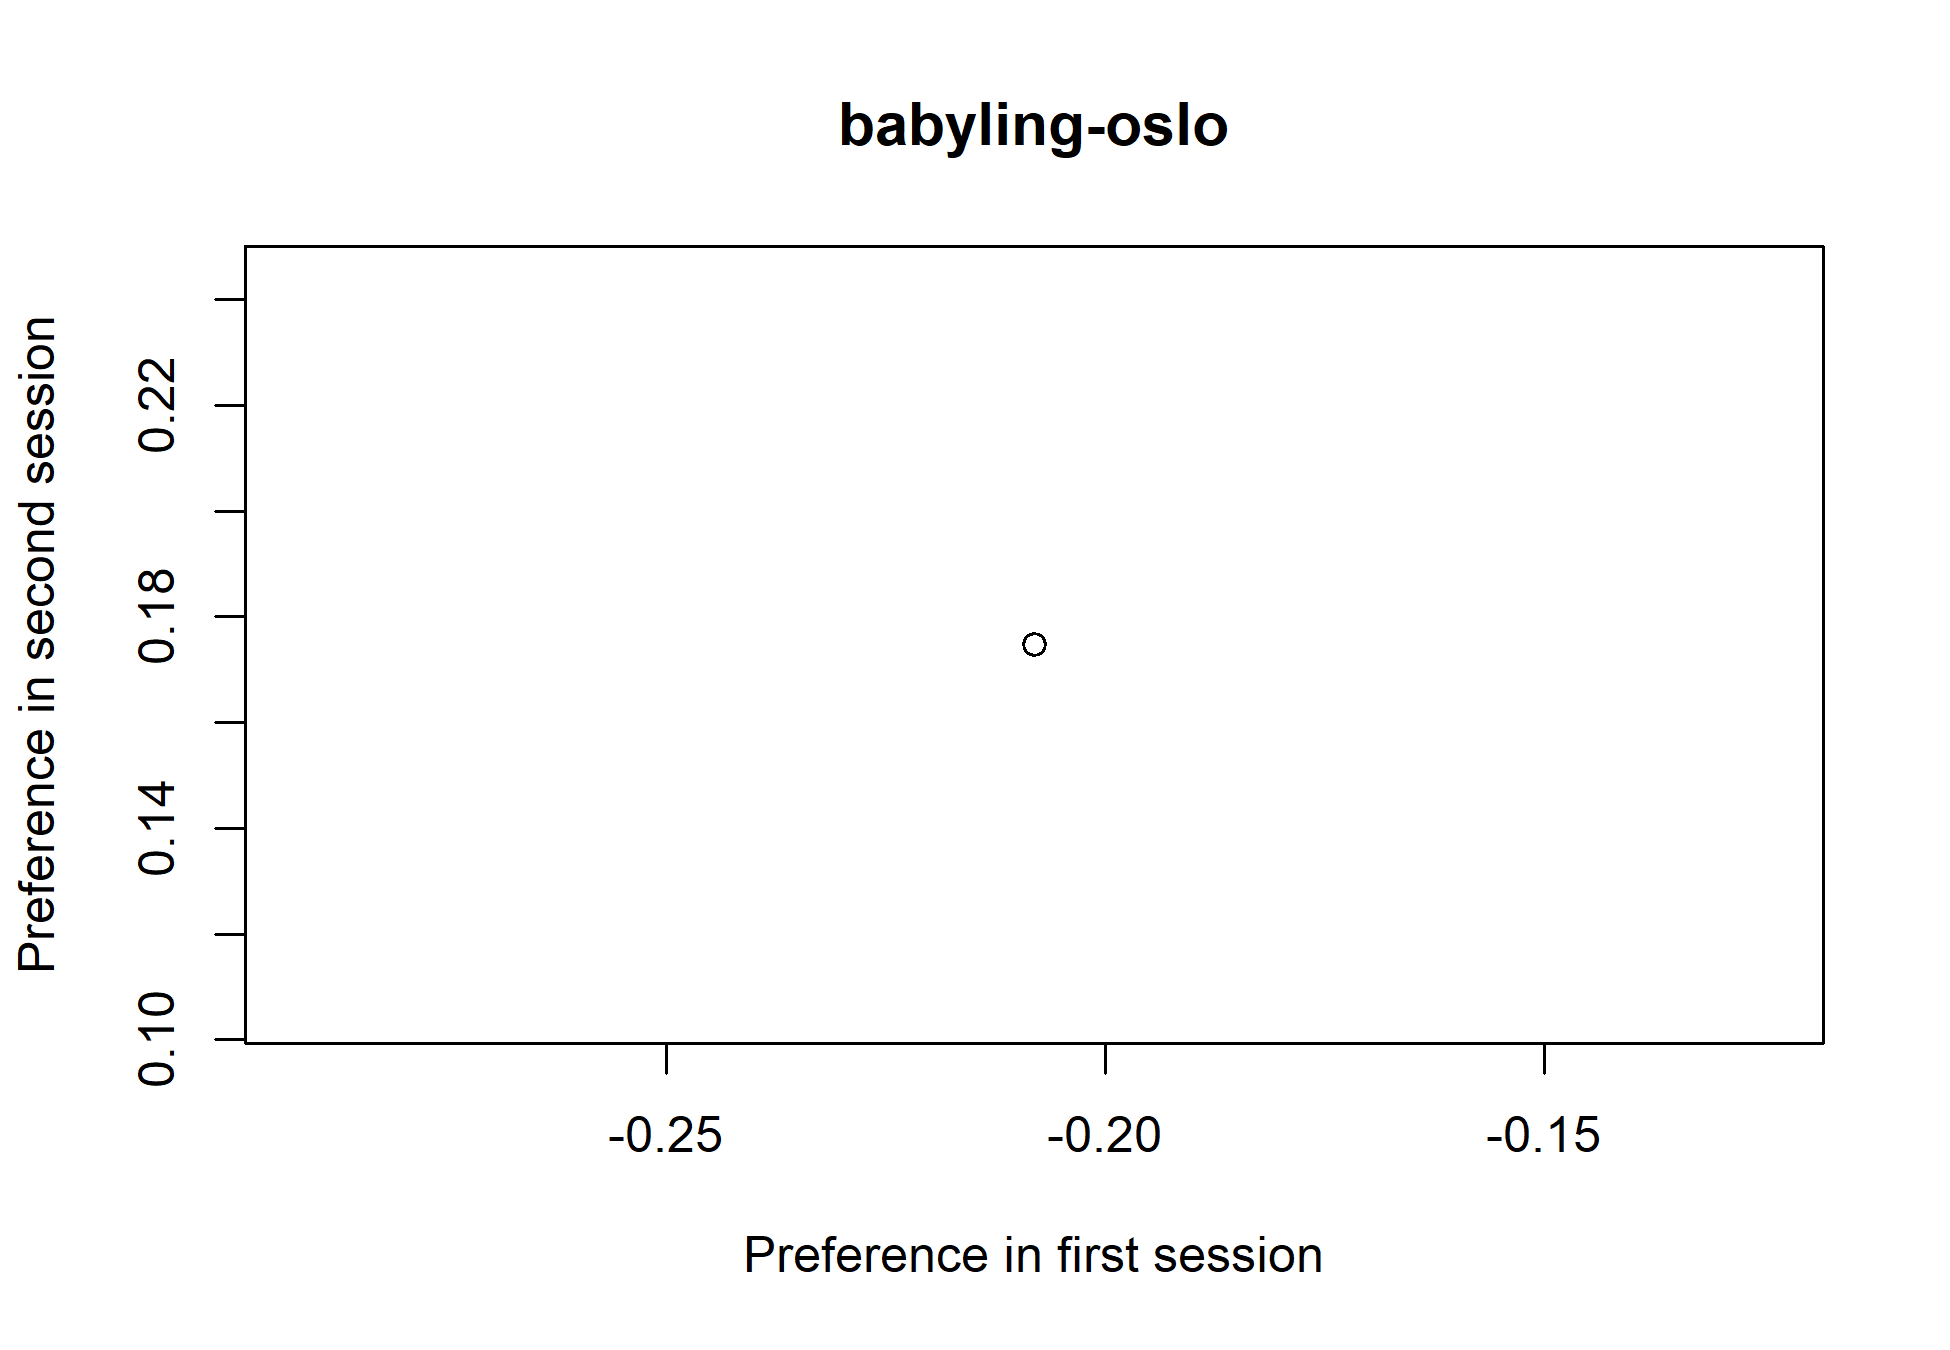 babyling-oslo
Preference in second session
0.22
0.18
0.14
0.10
-0.25 -0.20 -0.15
Preference in first session